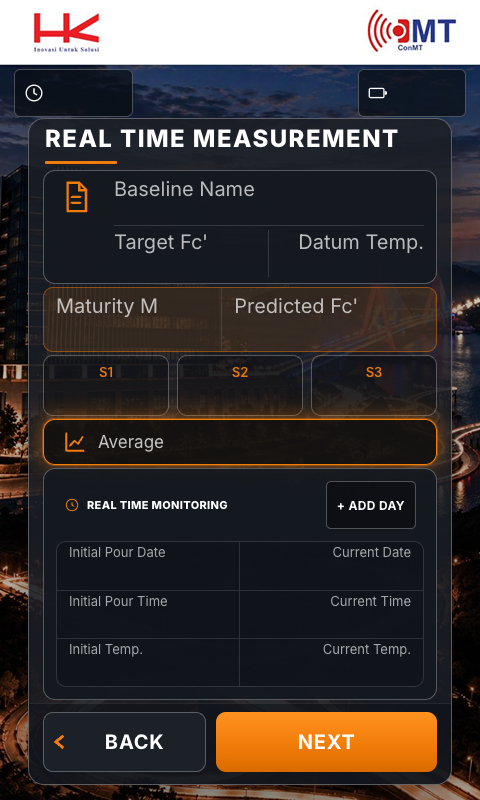 HK
Inovasi Untuk Solusi
MT
ConMT
REAL TIME MEASUREMENT
Baseline Name
Target Fc'
Datum Temp.
Maturity M
Predicted Fc'
S1
S2
S3
Average
REAL TIME MONITORING
+ ADD DAY
Initial Pour Date
Current Date
Initial Pour Time
Current Time
Initial Temp.
Current Temp.
BACK
NEXT